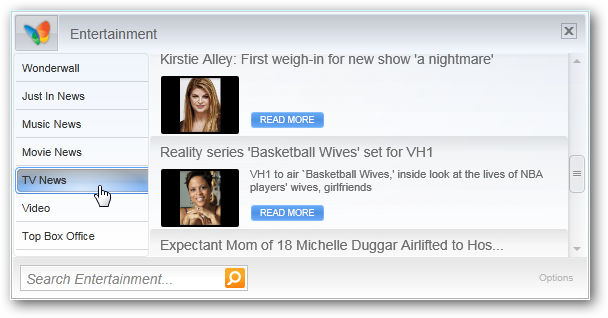 Entertainment
Wonderwall
Just In News
Music News
Movie News
TV News
Video
Top Box Office
Kirstie Alley: First weigh-in for new show 'a nightmare'
READ MORE
Reality series 'Basketball Wives' set for VH1
VH1 to air `Basketball Wives,' inside look at the lives of NBA
players' wives, girlfriends
READ MORE
Expectant Mom of 18 Michelle Duggar Airlifted to Hos...
Search Entertainment...
Options